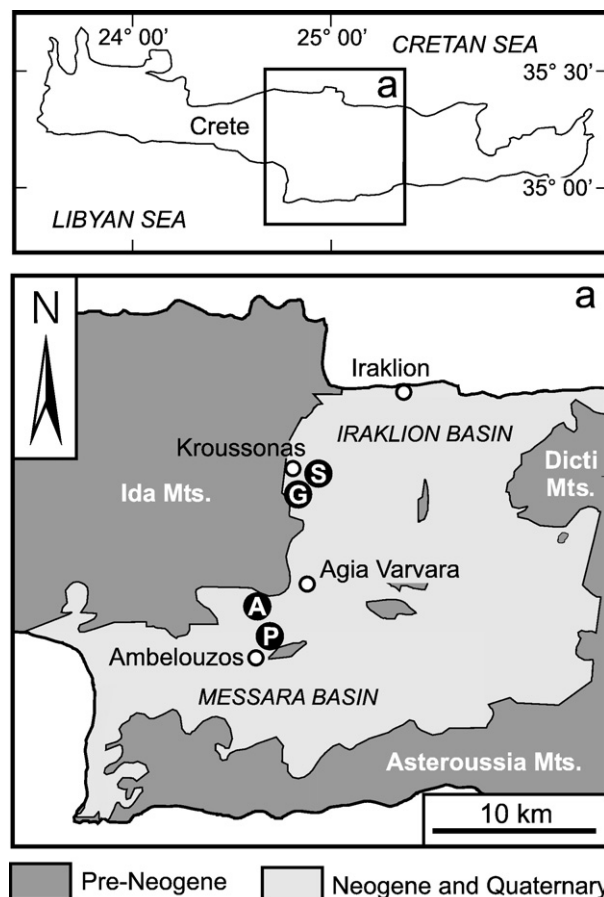 24° 00’
25° 00’
CRETAN SEA
35° 30’
a
Crete
35° 00’
LIBYAN SEA
a
N
Iraklion
IRAKLION BASIN
Kroussonas
S
G
Dicti
Mts.
Ida Mts.
Agia Varvara
A
P
Ambelouzos
MESSARA BASIN
Asteroussia Mts.
10 km
Pre-Neogene
Neogene and Quaternary